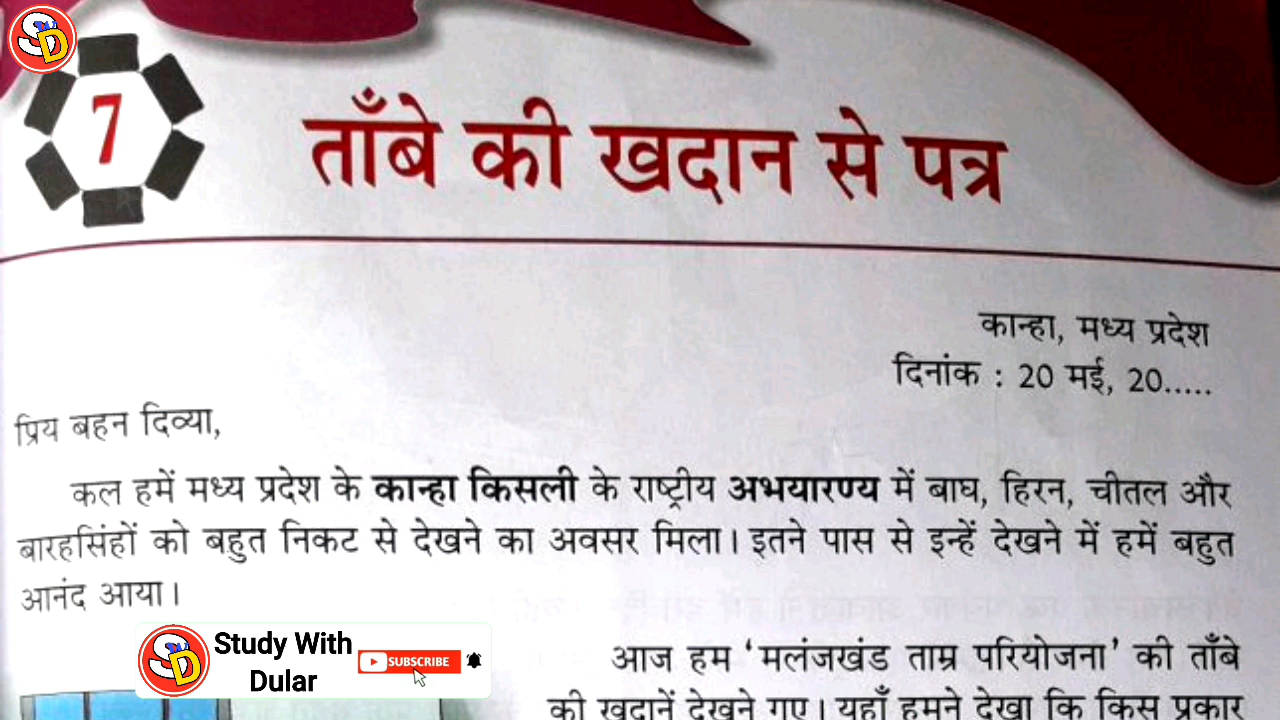 SD
7
ताँबे की खदान से पत्र
कान्हा, मध्य प्रदेश
दिनांक : 20 मई, 20.....
प्रिय बहन दिव्या,
कल हमें मध्य प्रदेश के कान्हा किसली के राष्ट्रीय अभयारण्य में बाघ, हिरन, चीतल और
बारहसिंहों को बहुत निकट से देखने का अवसर मिला। इतने पास से इन्हें देखने में हमें बहुत
आनंद आया।
आज हम ‘मलंजखंड ताम्र परियोजना’ की ताँबे
की खदानें देखने गए। यहाँ हमने देखा कि किस प्रकार
SD
Study With
Dular
SUBSCRIBE